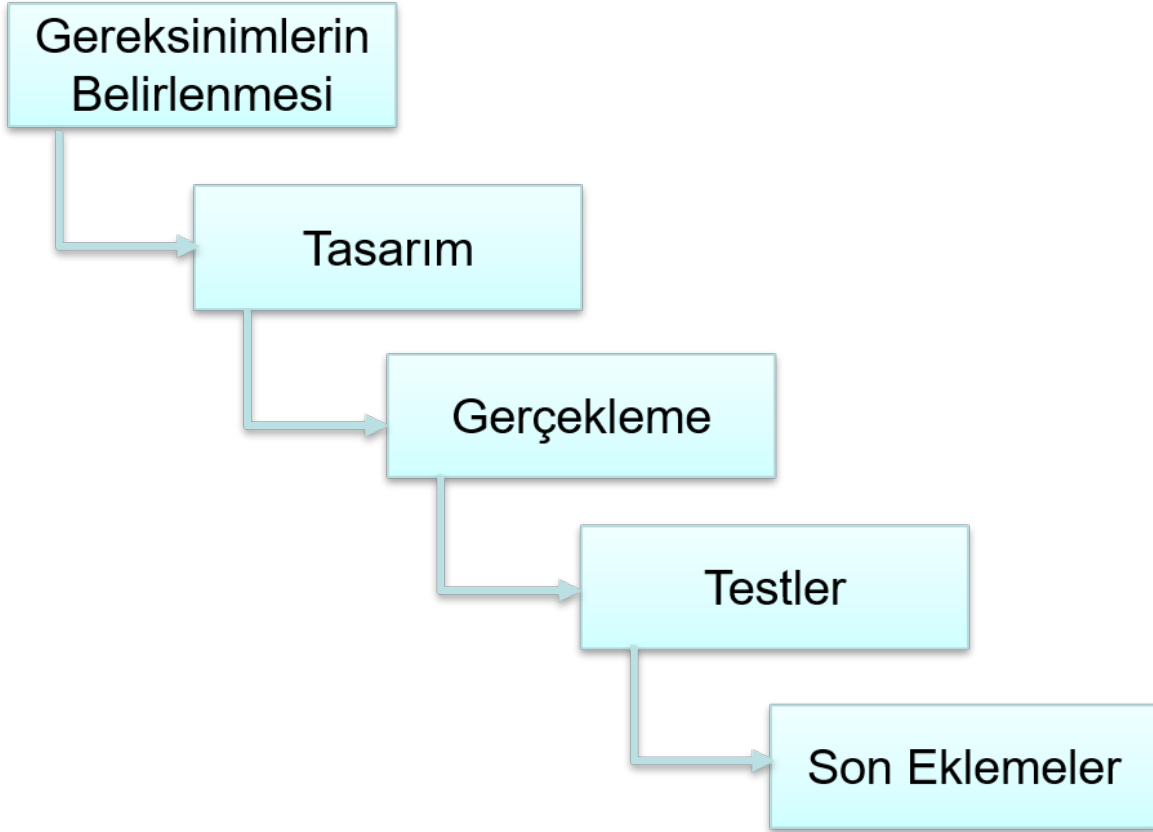 Gereksinimlerin
Belirlenmesi
Tasarım
Gerçekleme
Testler
Son Eklemeler